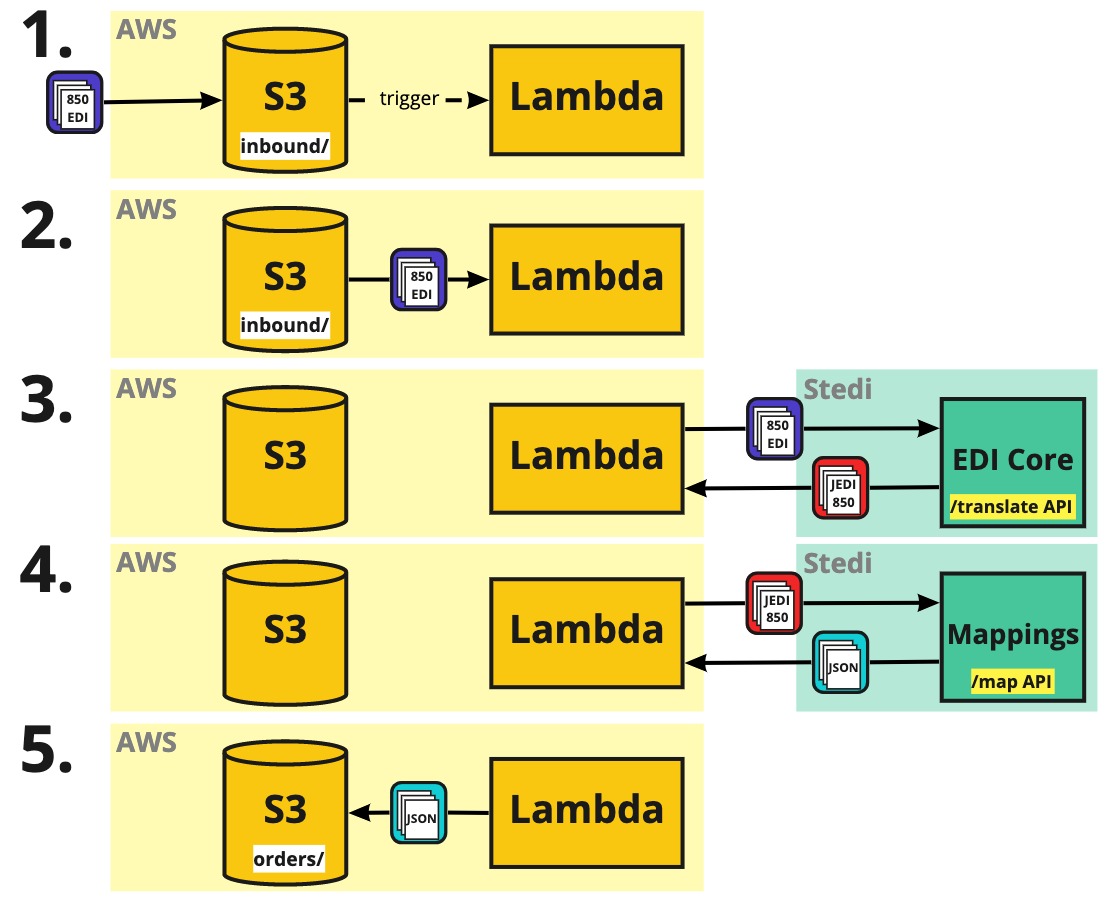 1.
AWS
850
EDI
S3
inbound/
trigger
Lambda
2.
AWS
S3
inbound/
850
EDI
Lambda
3.
AWS
S3
Lambda
850
EDI
JEDI
850
Stedi
EDI Core
/translate API
4.
AWS
S3
Lambda
JEDI
850
JSON
Stedi
Mappings
/map API
5.
AWS
S3
orders/
JSON
Lambda